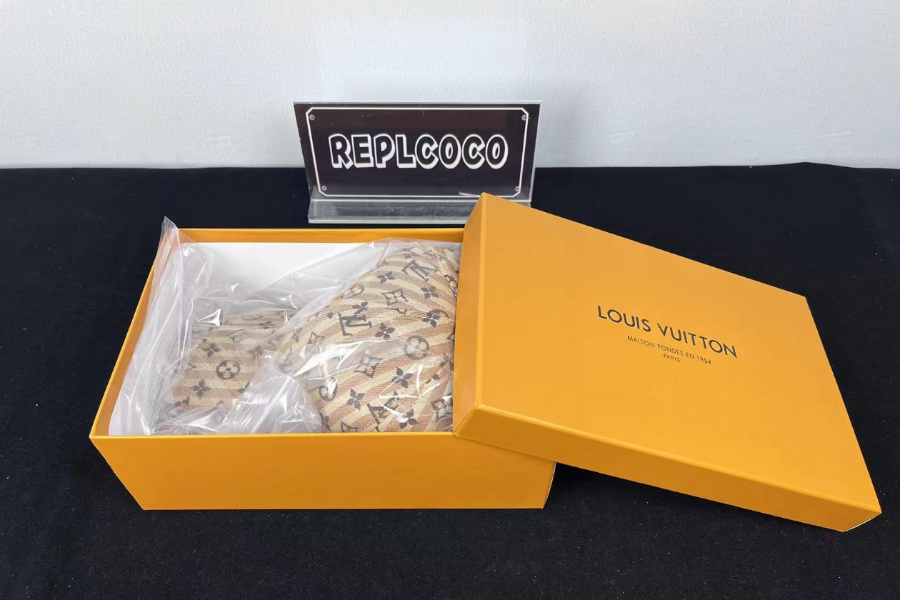 REPLCOCO
LOUIS VUITTON
MAISON FONDÉE EN 1854
PARIS